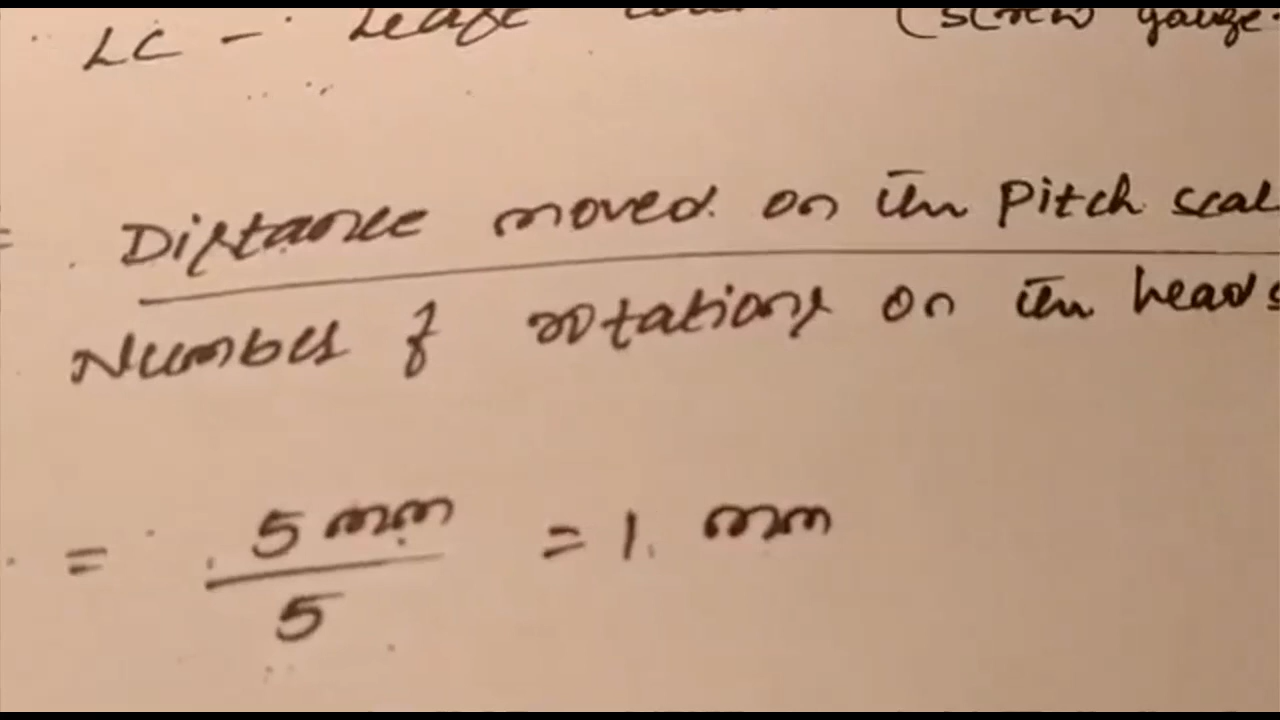 LC - Least (screw gauge
= Distance moved on the Pitch scal
Number of rotations on the head s
= 5 mm = 1 mm
5